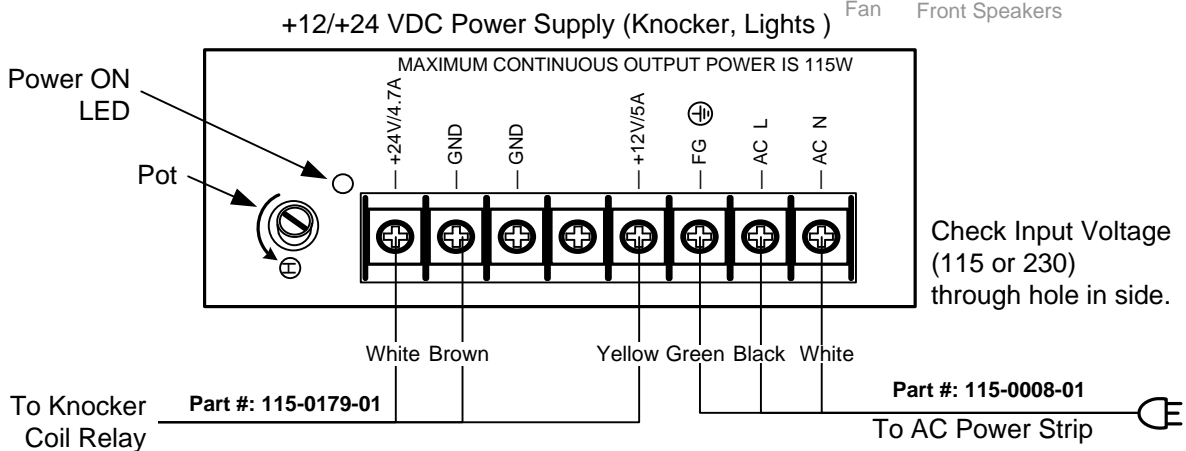 Fan Front Speakers
+12/+24 VDC Power Supply (Knocker, Lights )
MAXIMUM CONTINUOUS OUTPUT POWER IS 115W
Power ON
LED
Pot
+24V/4.7A
GND
GND
+12V/5A
FG
AC L
AC N
H
Check Input Voltage
(115 or 230)
through hole in side.
White Brown Yellow Green Black White
To Knocker
Coil Relay
Part #: 115-0179-01
Part #: 115-0008-01
To AC Power Strip